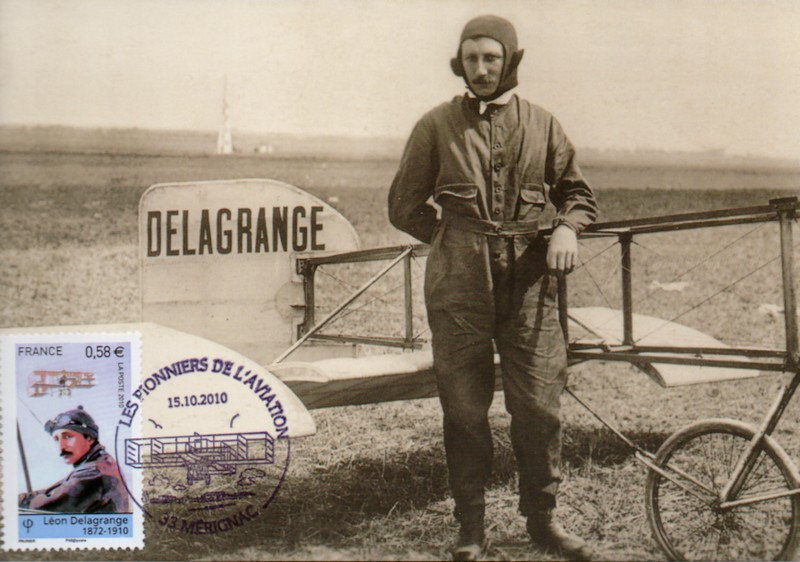 DELAGRANGE
FRANCE 0,58 €
LA POSTE 2010
Léon Delagrange
1872-1910
LES PIONNIERS DE L'AVIATION
15.10.2010
33 MÉRIGNAC